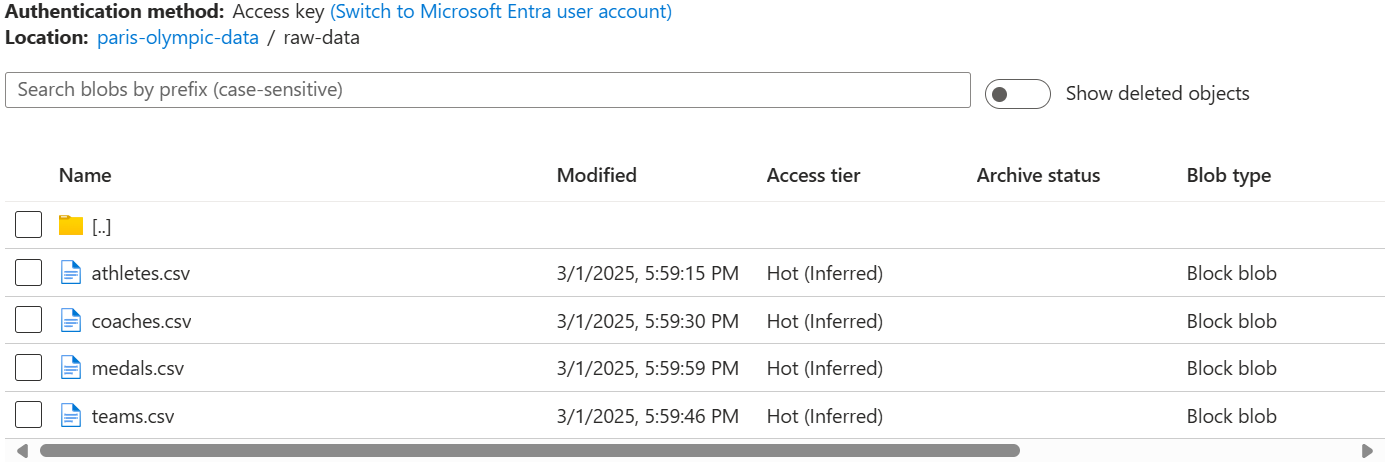 Authentication method: Access key (Switch to Microsoft Entra user account)
Location: paris-olympic-data / raw-data
Search blobs by prefix (case-sensitive)
Show deleted objects
Name Modified Access tier Archive status Blob type
[..]
athletes.csv 3/1/2025, 5:59:15 PM Hot (Inferred) Block blob
coaches.csv 3/1/2025, 5:59:30 PM Hot (Inferred) Block blob
medals.csv 3/1/2025, 5:59:59 PM Hot (Inferred) Block blob
teams.csv 3/1/2025, 5:59:46 PM Hot (Inferred) Block blob